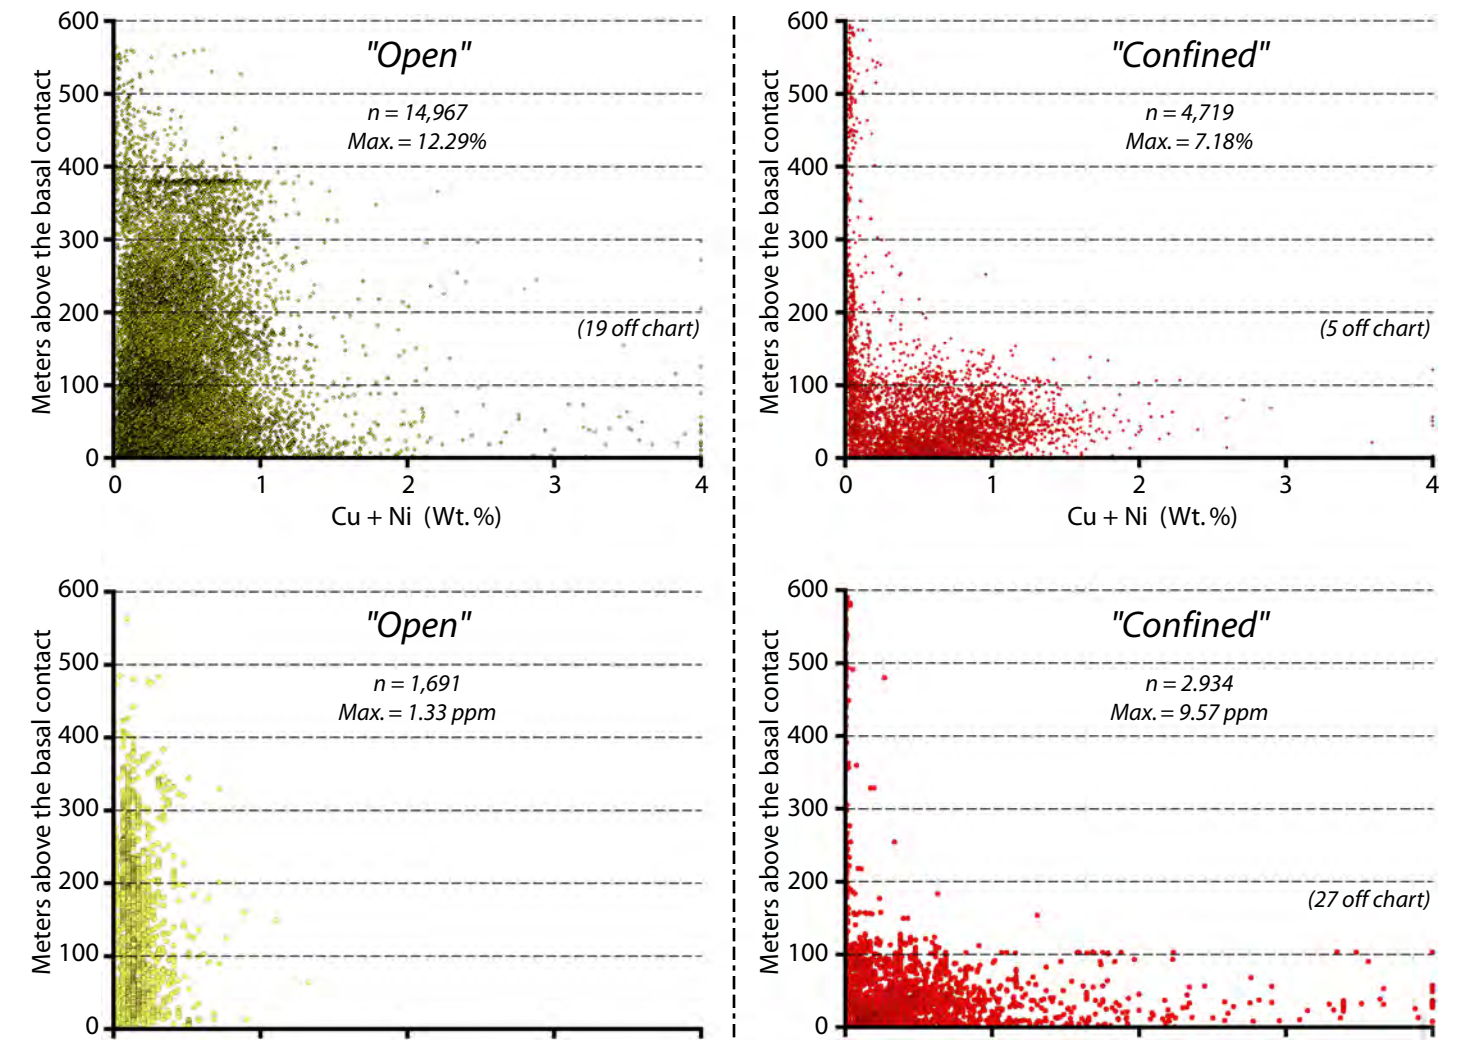 "Open"
n = 14,967
Max. = 12.29%
(19 off chart)
Meters above the basal contact
600
500
400
300
200
100
0
0 1 2 3 4
Cu + Ni (Wt. %)
"Confined"
n = 4,719
Max. = 7.18%
(5 off chart)
Meters above the basal contact
600
500
400
300
200
100
0
0 1 2 3 4
Cu + Ni (Wt. %)
"Open"
n = 1,691
Max. = 1.33 ppm
Meters above the basal contact
600
500
400
300
200
100
0
"Confined"
n = 2.934
Max. = 9.57 ppm
(27 off chart)
Meters above the basal contact
600
500
400
300
200
100
0